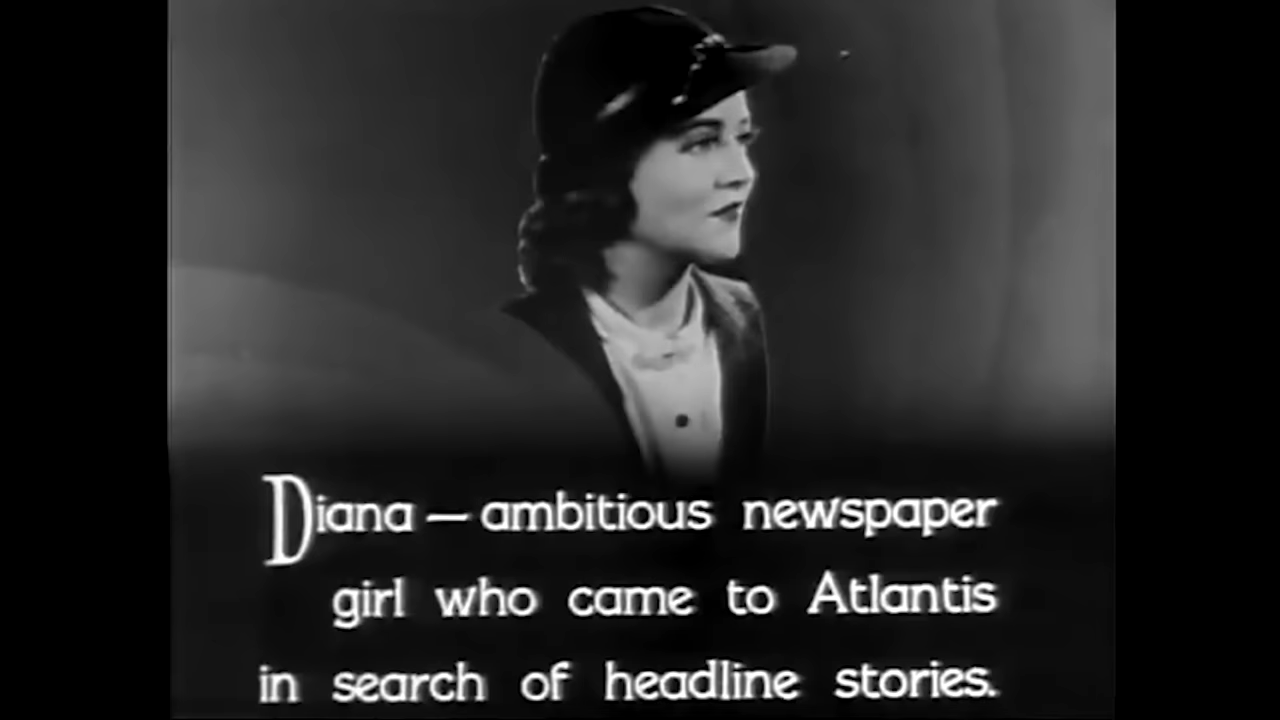 Diana — ambitious newspaper
girl who came to Atlantis
in search of headline stories.